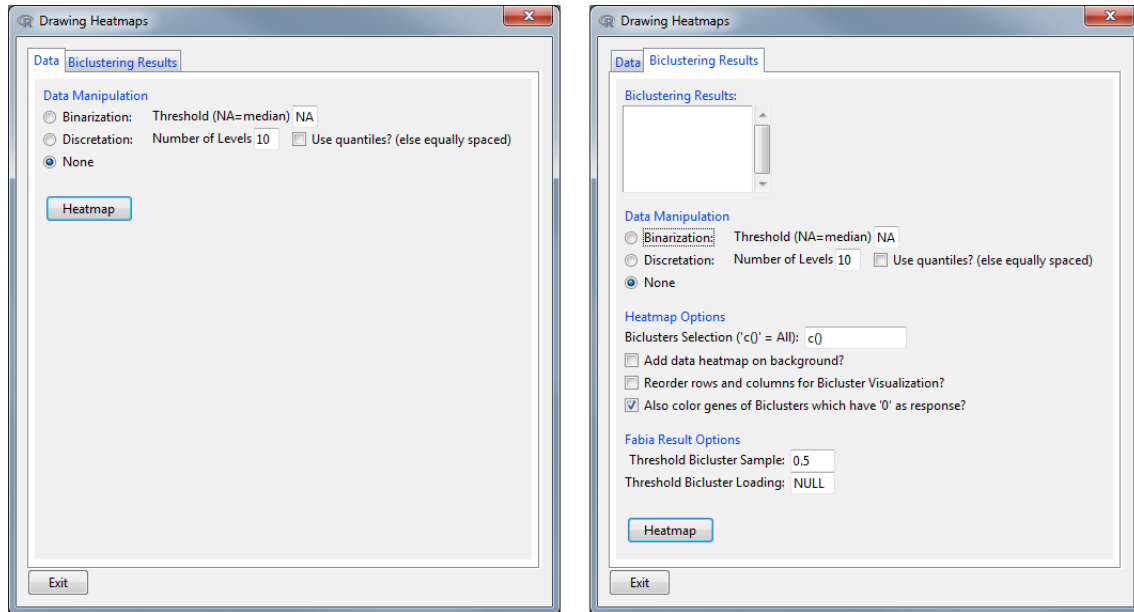 Drawing Heatmaps
Data Biclustering Results
Data Manipulation
Binarization: Threshold (NA=median) NA
Discretation: Number of Levels 10 Use quantiles? (else equally spaced)
None
Heatmap
Exit
Drawing Heatmaps
Data Biclustering Results
Biclustering Results:
Data Manipulation
Binarization: Threshold (NA=median) NA
Discretation: Number of Levels 10 Use quantiles? (else equally spaced)
None
Heatmap Options
Biclusters Selection ('c()' = All): c()
Add data heatmap on background?
Reorder rows and columns for Bicluster Visualization?
Also color genes of Biclusters which have '0' as response?
Fabia Result Options
Threshold Bicluster Sample: 0.5
Threshold Bicluster Loading: NULL
Heatmap
Exit